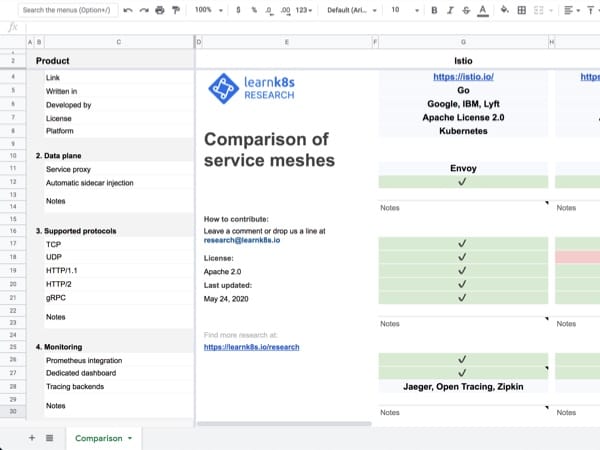 Search the menus (Option+/)
100%
$ % .0 .00 123
Default (Ari...
10
B I S A
fx
A B C D E F G H
2 Product Istio
4 Link https://istio.io/
5 Written in Go
6 Developed by Google, IBM, Lyft
7 License Apache License 2.0
8 Platform Kubernetes
learnk8s
RESEARCH
Comparison of
service meshes
9
10 2. Data plane
11 Service proxy Envoy
12 Automatic sidecar injection ✓
13
14 Notes Notes Notes
15 How to contribute:
16 3. Supported protocols Leave a comment or drop us a line at
research@learnk8s.io
17 TCP ✓
18 UDP License: ✓
19 HTTP/1.1 Apache 2.0 ✓
20 HTTP/2 Last updated: ✓
21 gRPC May 24, 2020 ✓
22
23 Notes Notes Notes
24 Find more research at:
25 4. Monitoring https://learnk8s.io/research
26 Prometheus integration ✓
27 Dedicated dashboard ✓
28 Tracing backends Jaeger, Open Tracing, Zipkin
29
30 Notes Notes Notes
+ Comparison